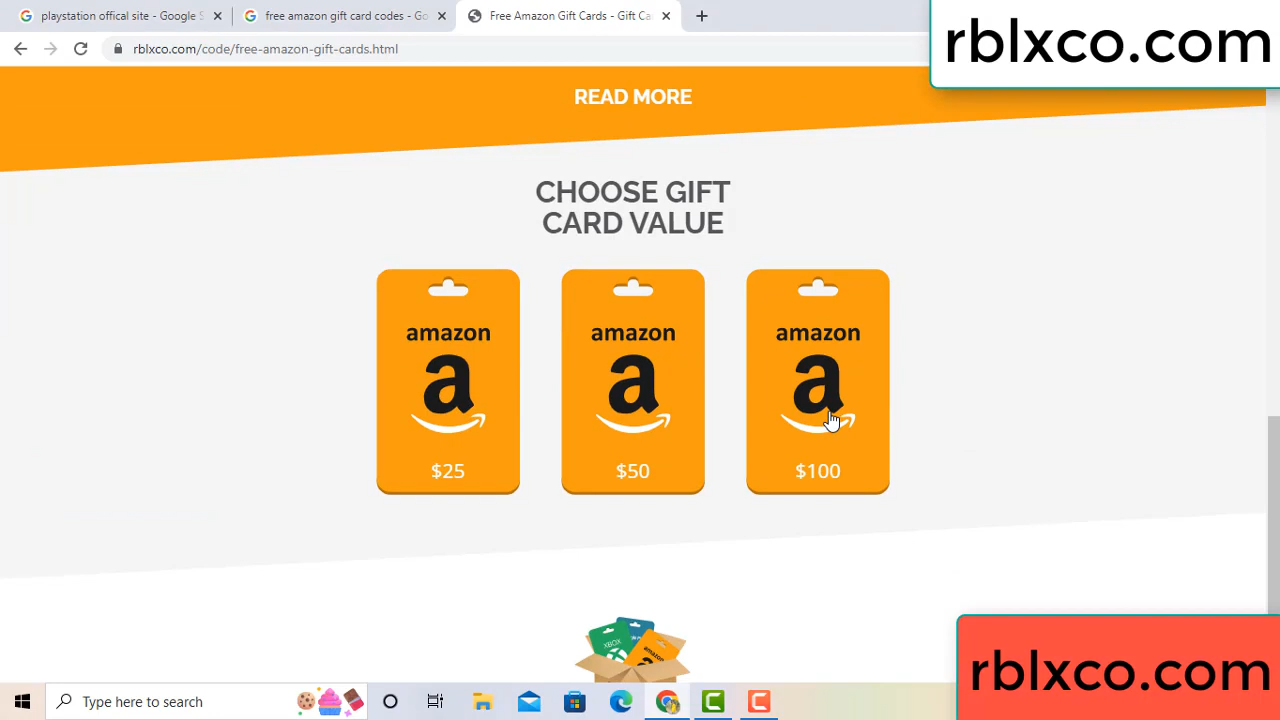 playstation offical site - Google S
free amazon gift card codes - Go
Free Amazon Gift Cards - Gift Ca
rblxco.com/code/free-amazon-gift-cards.html
rblxco.com
READ MORE
CHOOSE GIFT
CARD VALUE
amazon amazon amazon
a a a
$25 $50 $100
XBOX
rblxco.com
Type here to search